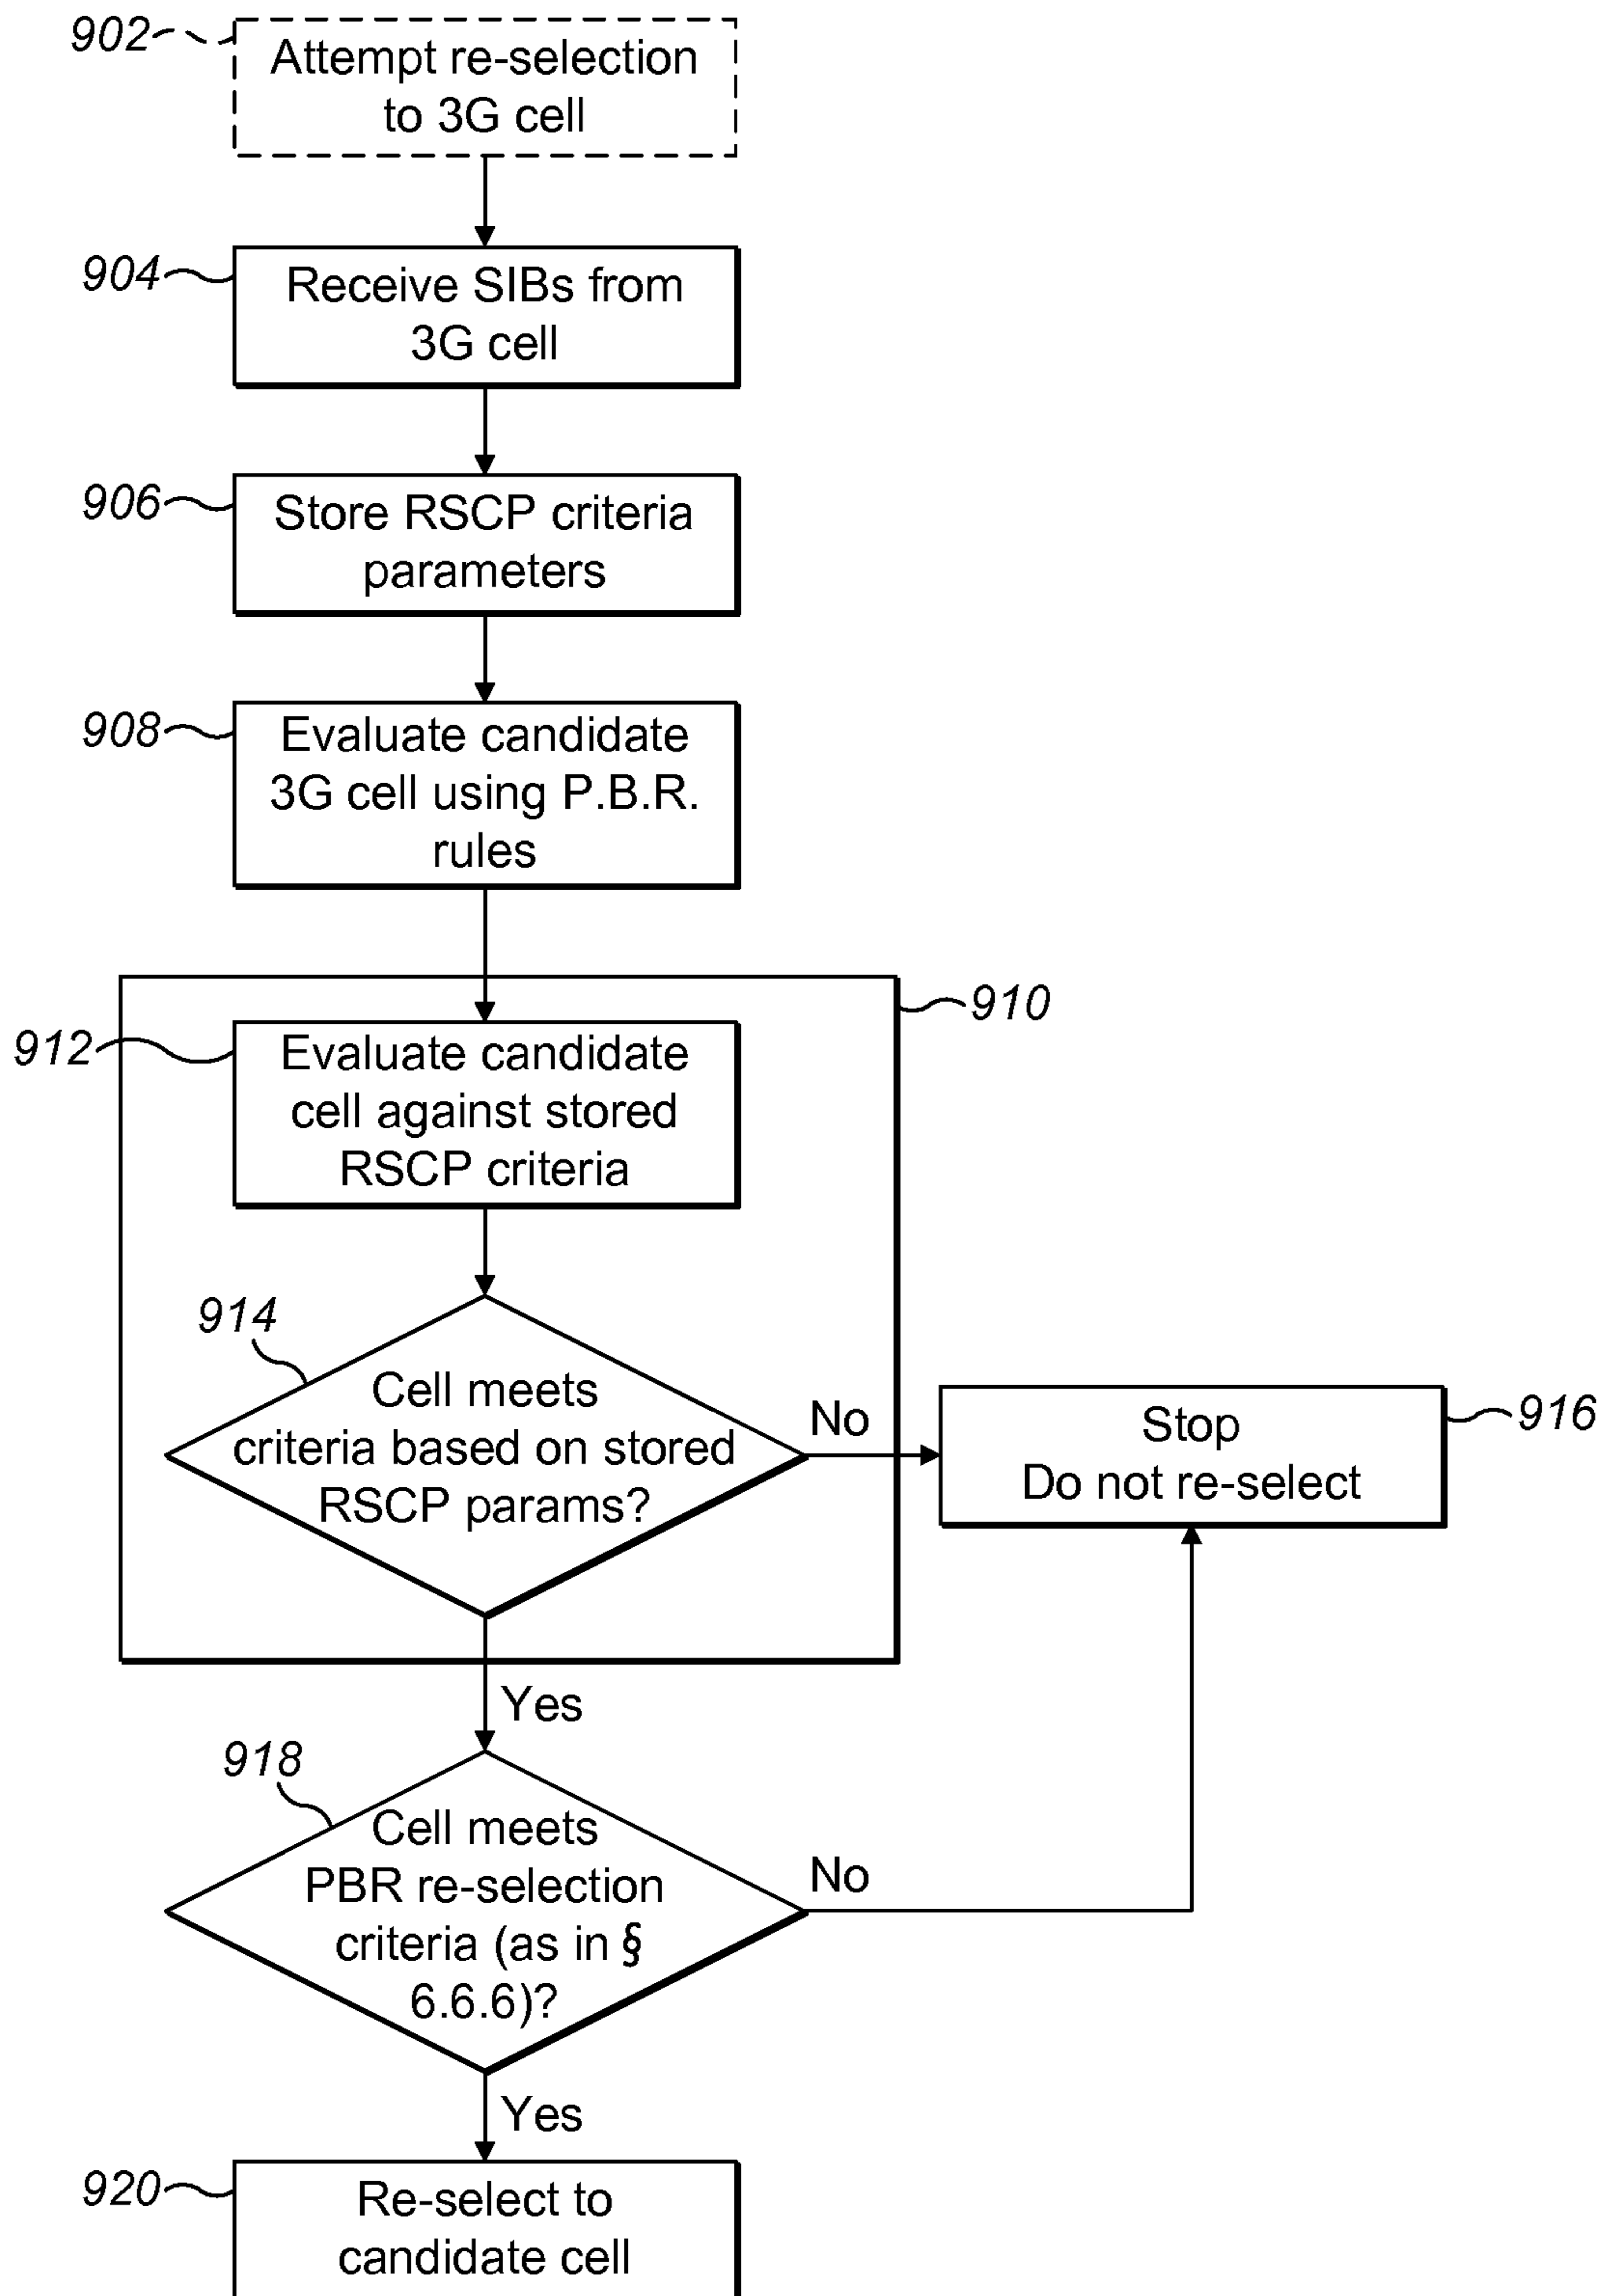 902
Attempt re-selection
to 3G cell
904
Receive SIBs from
3G cell
906
Store RSCP criteria
parameters
908
Evaluate candidate
3G cell using P.B.R.
rules
910
912
Evaluate candidate
cell against stored
RSCP criteria
914
Cell meets
criteria based on stored
RSCP params?
No
Stop
Do not re-select
916
Yes
918
Cell meets
PBR re-selection
criteria (as in §
6.6.6)?
No
Yes
920
Re-select to
candidate cell